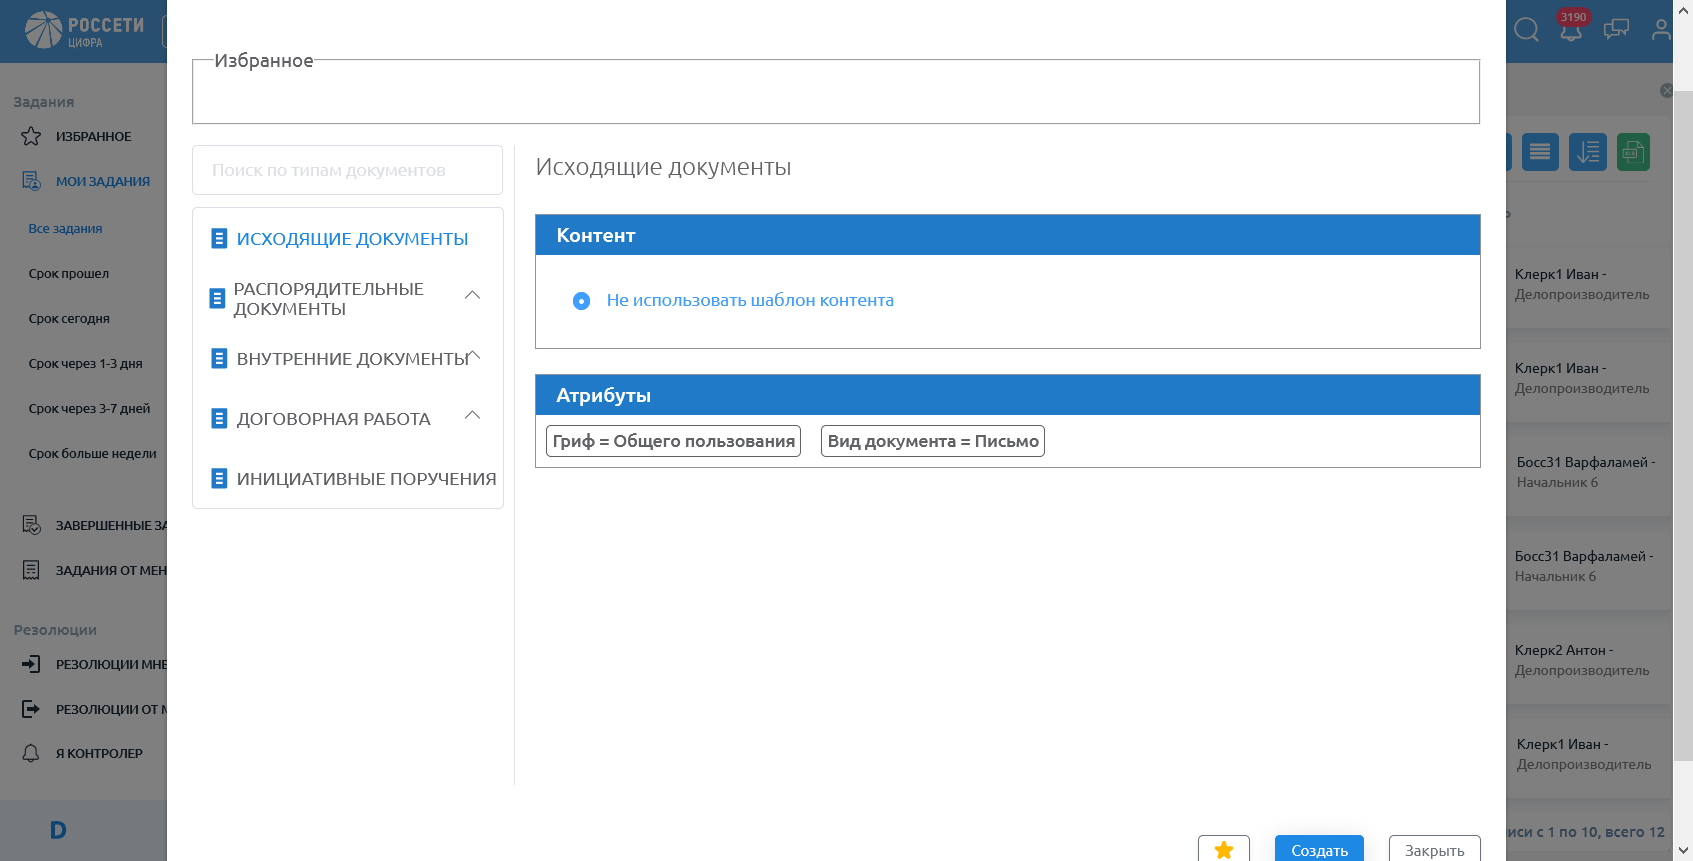 РОССЕТИ
ЦИФРА
3190
Задания
ИЗБРАННОЕ
МОИ ЗАДАНИЯ
Все задания
Срок прошел
Срок сегодня
Срок через 1-3 дня
Срок через 3-7 дней
Срок больше недели
ЗАВЕРШЕННЫЕ ЗА
ЗАДАНИЯ ОТ МЕН
Резолюции
РЕЗОЛЮЦИИ МНЕ
РЕЗОЛЮЦИИ ОТ М
Я КОНТРОЛЕР
D
Избранное
Поиск по типам документов
ИСХОДЯЩИЕ ДОКУМЕНТЫ
РАСПОРЯДИТЕЛЬНЫЕ
ДОКУМЕНТЫ
ВНУТРЕННИЕ ДОКУМЕНТЫ
ДОГОВОРНАЯ РАБОТА
ИНИЦИАТИВНЫЕ ПОРУЧЕНИЯ
Исходящие документы
Контент
Не использовать шаблон контента
Атрибуты
Гриф = Общего пользования
Вид документа = Письмо
Создать
Закрыть
Клерк1 Иван -
Делопроизводитель
Клерк1 Иван -
Делопроизводитель
Босс31 Варфаламей -
Начальник 6
Босс31 Варфаламей -
Начальник 6
Клерк2 Антон -
Делопроизводитель
Клерк1 Иван -
Делопроизводитель
иси с 1 по 10, всего 12